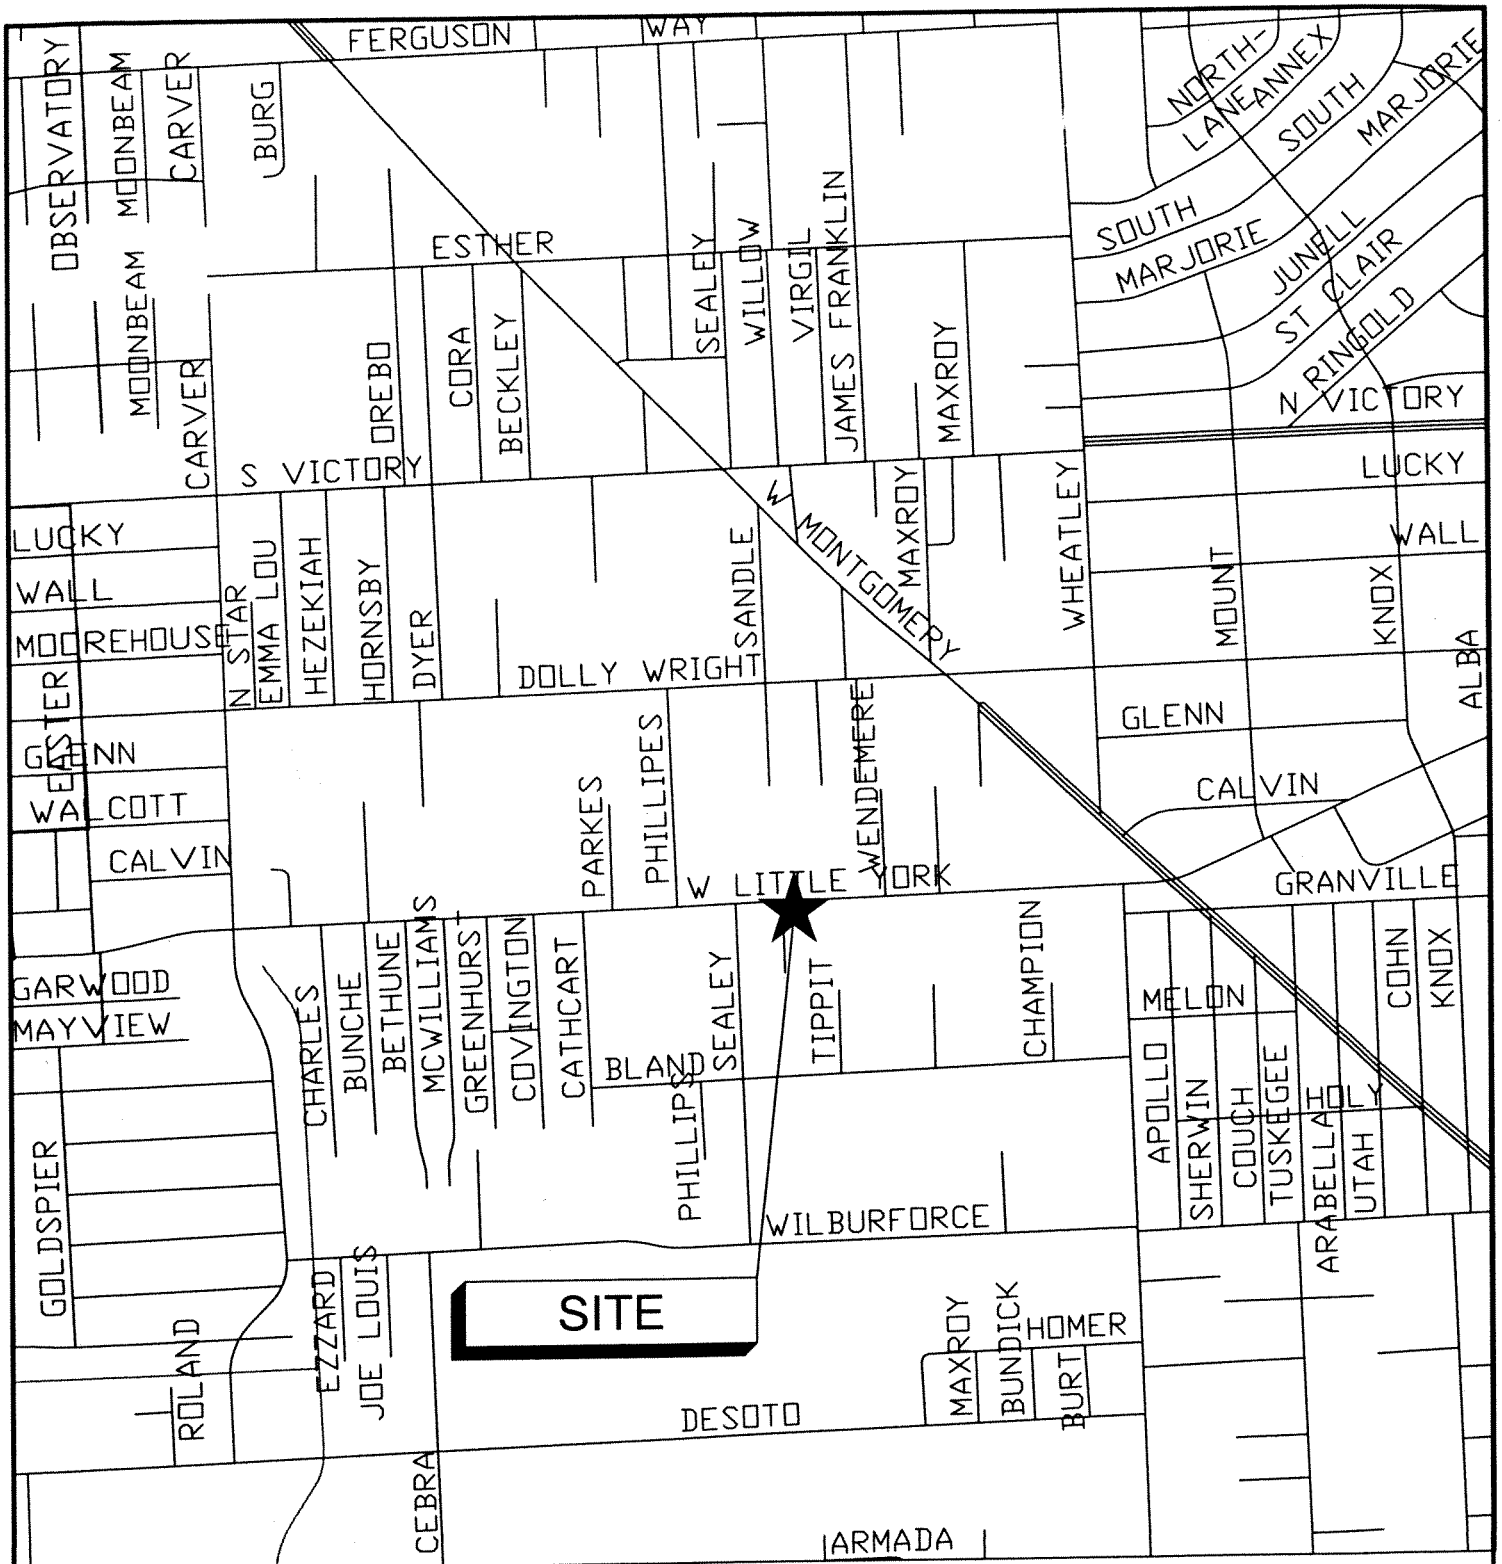 FERGUSON WAY
OBSERVATORY
MOONBEAM
CARVER
BURG
NORTH-
LANE
ANNEX
SOUTH
MARJORIE
SOUTH
MARJORIE
JUNELL
ST CLAIR
RINGOLD
N VICTORY
ESTHER
MOONBEAM
CARVER
OREBO
CORA
BECKLEY
SEALEY
WILLOW
VIRGIL
JAMES FRANKLIN
MAXROY
S VICTORY
LUCKY
LUCKY
WALL
WALL
MOOREHOUSE
EASTER
GLENN
WALCOTT
CALVIN
N STAR
EMMA LOU
HEZEKIAH
HORNSBY
DYER
DOLLY WRIGHT
SANDLE
W MONTGOMERY
MAXROY
WHEATLEY
MOUNT
KNOX
ALBA
GLENN
CALVIN
PARKES
PHILLIPES
WENDEMERE
W LITTLE YORK
GRANVILLE
GARWOOD
MAYVIEW
CHARLES
BUNCHE
BETHUNE
MCWILLIAMS
GREENHURST
COVINGTON
CATHCART
BLAND
SEALEY
TIPPIT
CHAMPION
MELON
COHN
KNOX
PHILLIPS
APOLLO
SHERWIN
COUCH
TUSKEGEE
ARABELLA
HOLY
UTAH
GOLDSPIER
WILBURFORCE
EZZARD
JOE LOUIS
SITE
ROLAND
MAXROY
BUNDICK
HOMER
BURT
DESOTO
CEBRA
ARMADA